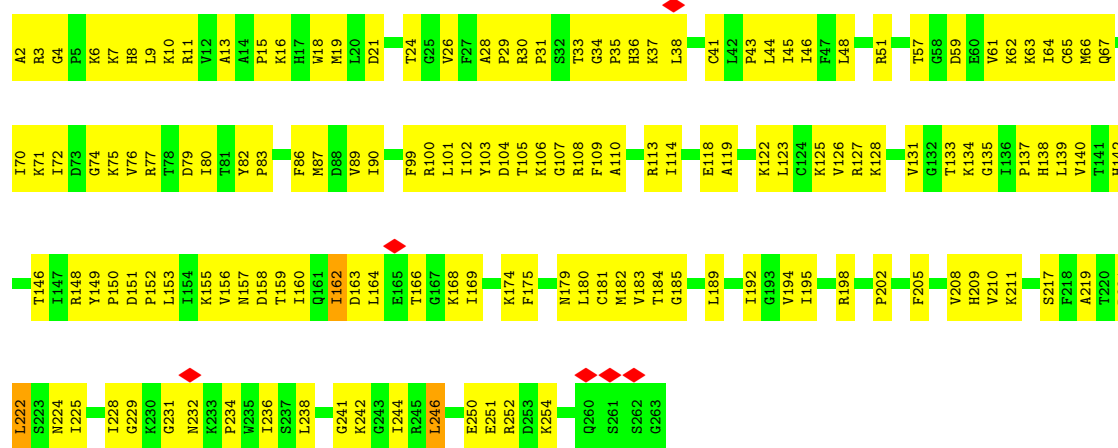 A2 R3 G4 P5 K6 K7 H8 L9 K10 R11 V12 A13 A14 P15 K16 H17 W18 M19 L20 D21 T24 G25 V26 F27 A28 P29 R30 P31 S32 T33 G34 P35 H36 K37 L38 C41 L42 P43 L44 I45 I46 F47 L48 R51 T57 G58 D59 E60 V61 K62 K63 I64 C65 M66 Q67
I70 K71 I72 D73 G74 K75 V76 R77 T78 D79 I80 T81 Y82 P83 F86 M87 D88 V89 I90 F99 R100 L101 I102 Y103 D104 T105 K106 G107 R108 F109 A110 R113 I114 E118 A119 K122 L123 C124 K125 V126 R127 K128 V131 G132 T133 K134 G135 I136 P137 H138 L139 V140 T141 H142
T146 I147 R148 Y149 P150 D151 P152 L153 I154 K155 V156 N157 D158 T159 I160 Q161 I162 D163 L164 E165 T166 G167 K168 I169 K174 F175 N179 L180 C181 M182 V183 T184 G185 L189 I192 G193 V194 I195 R198 P202 F205 V208 H209 V210 K211 S217 F218 A219 T220
L222 S223 N224 I225 I228 G229 K230 G231 N232 K233 P234 W235 I236 S237 L238 G241 K242 G243 I244 R245 L246 E250 E251 R252 D253 K254 Q260 S261 S262 G263